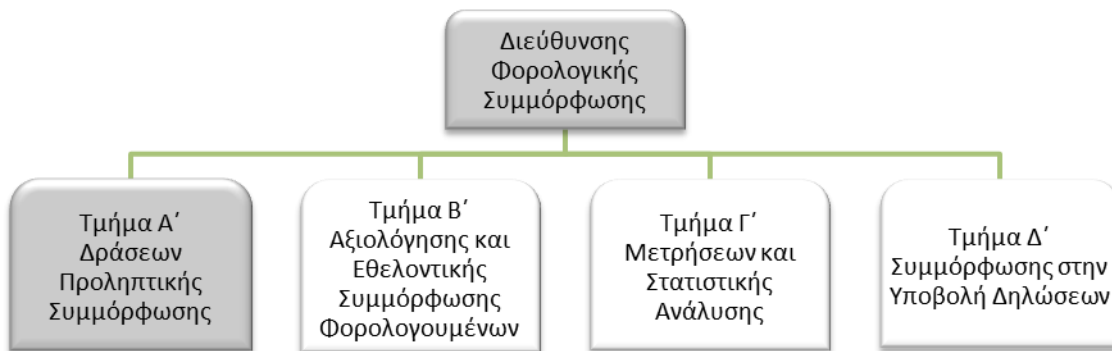 Διεύθυνσης
Φορολογικής
Συμμόρφωσης
Τμήμα Α΄
Δράσεων
Προληπτικής
Συμμόρφωσης
Τμήμα Β΄
Αξιολόγησης και
Εθελοντικής
Συμμόρφωσης
Φορολογουμένων
Τμήμα Γ΄
Μετρήσεων και
Στατιστικής
Ανάλυσης
Τμήμα Δ΄
Συμμόρφωσης στην
Υποβολή Δηλώσεων